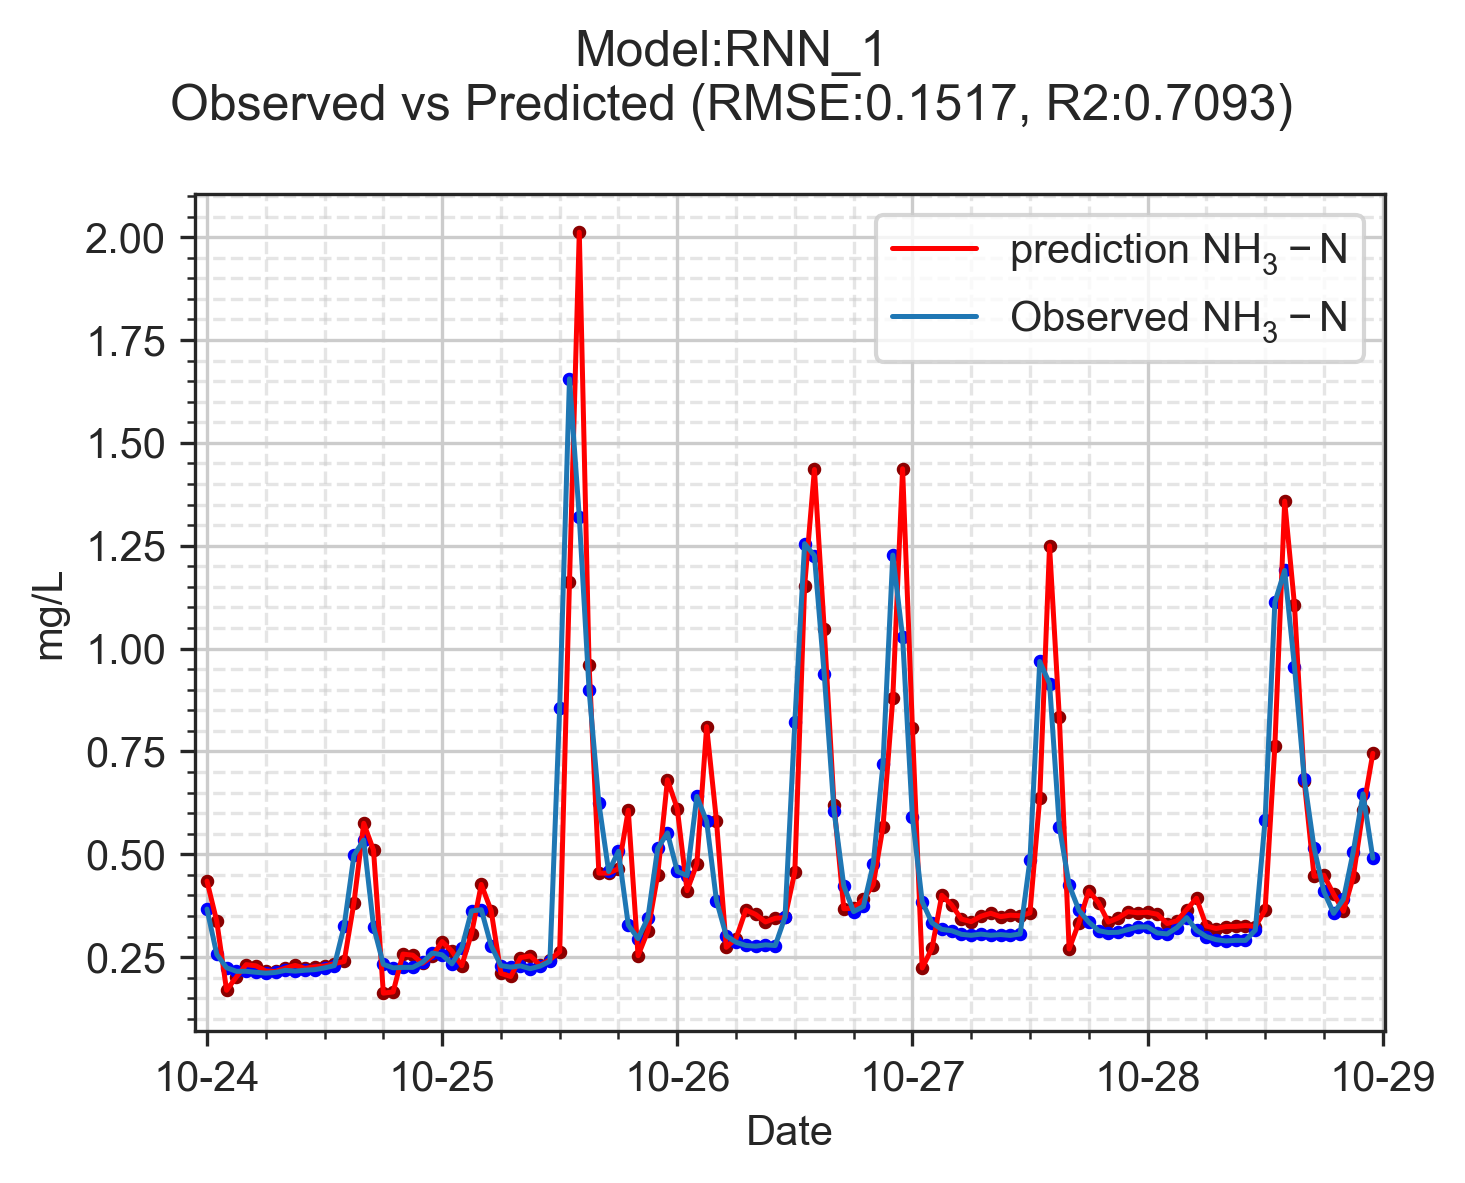 Model:RNN_1
Observed vs Predicted (RMSE:0.1517, R2:0.7093)
prediction NH₃ − N
Observed NH₃ − N
2.00
1.75
1.50
1.25
1.00
0.75
0.50
0.25
mg/L
10-24 10-25 10-26 10-27 10-28 10-29
Date